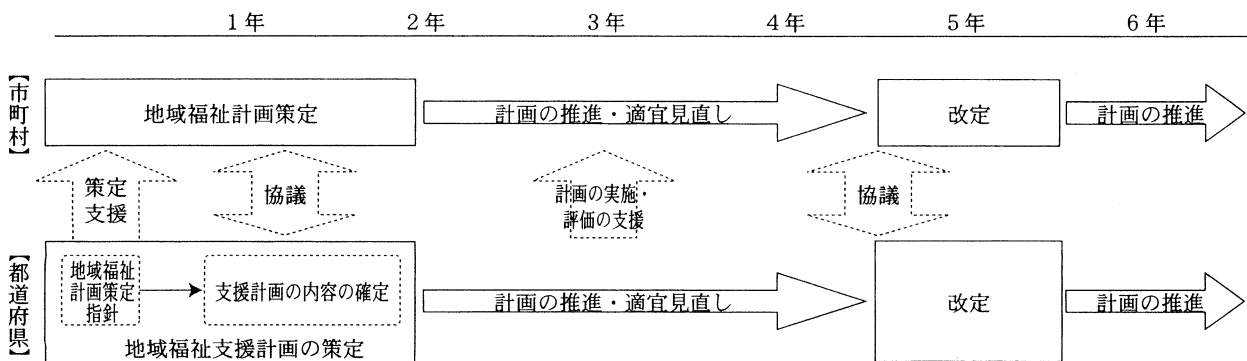 1年 2年 3年 4年 5年 6年
【市町村】
地域福祉計画策定
計画の推進・適宜見直し
改定
計画の推進
策定
支援
協議
計画の実施・
評価の支援
協議
【都道府県】
地域福祉
計画策定
指針
支援計画の内容の確定
地域福祉支援計画の策定
計画の推進・適宜見直し
改定
計画の推進